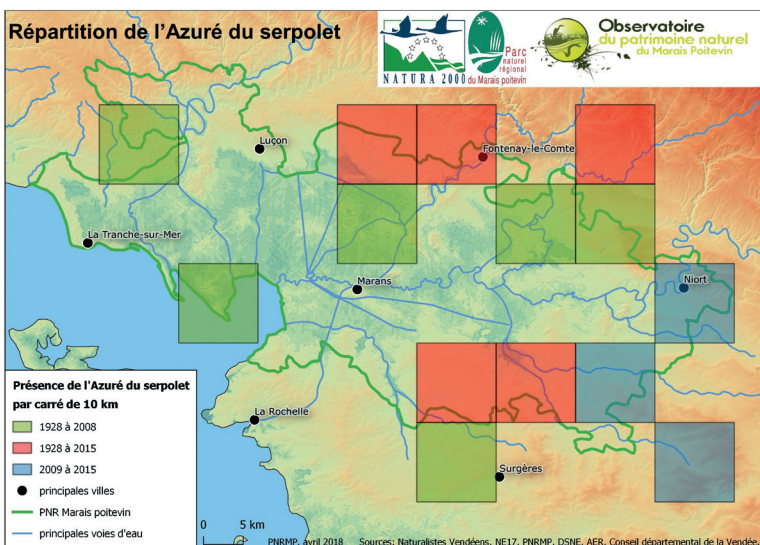 Répartition de l'Azuré du serpolet
NATURA 2000
Parc
naturel
régional
du Marais poitevin
Observatoire
du patrimoine naturel
du Marais Poitevin
Luçon
Fontenay-le-Comte
La Tranche-sur-Mer
Marans
Niort
La Rochelle
Surgères
Présence de l'Azuré du serpolet
par carré de 10 km
1928 à 2008
1928 à 2015
2009 à 2015
principales villes
PNR Marais poitevin
principales voies d'eau
0 5 km
PNRMP, avril 2018 Sources: Naturalistes Vendéens, NE17, PNRMP, DSNE, AER, Conseil départemental de la Vendée,